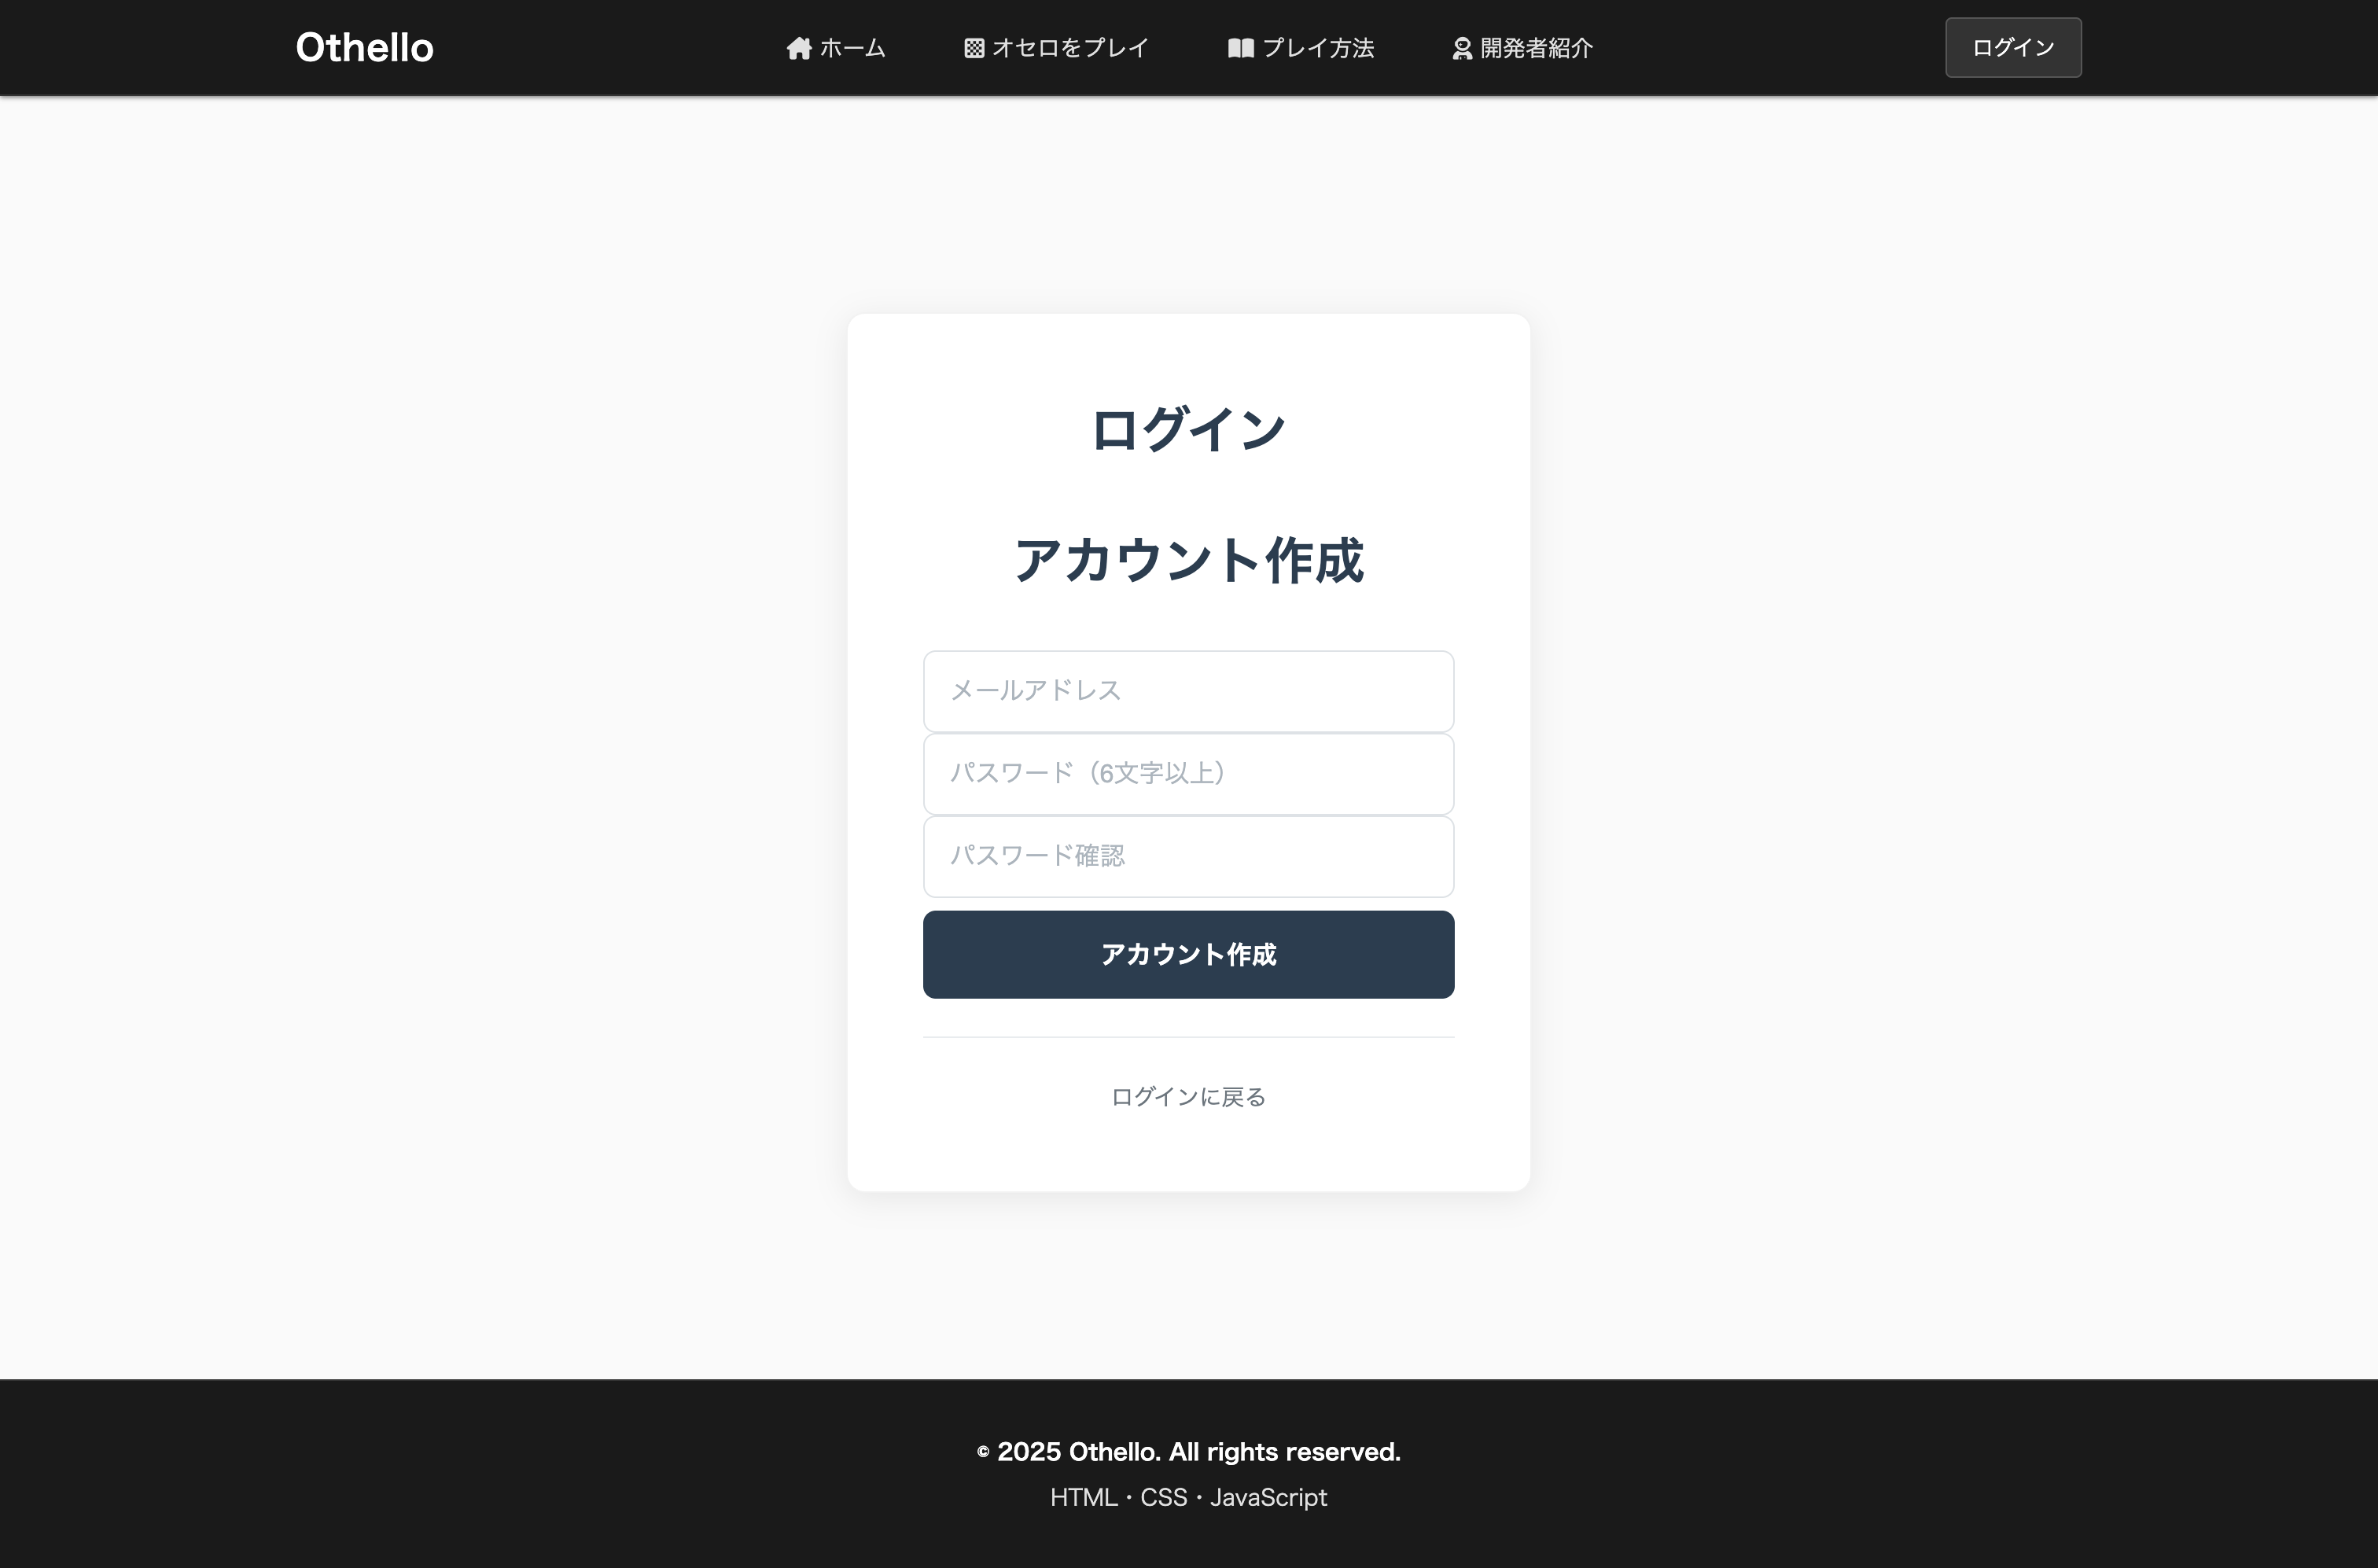 Othello
ホーム
オセロをプレイ
プレイ方法
開発者紹介
ログイン
ログイン
アカウント作成
メールアドレス
パスワード（6文字以上）
パスワード確認
アカウント作成
ログインに戻る
© 2025 Othello. All rights reserved.
HTML・CSS・JavaScript